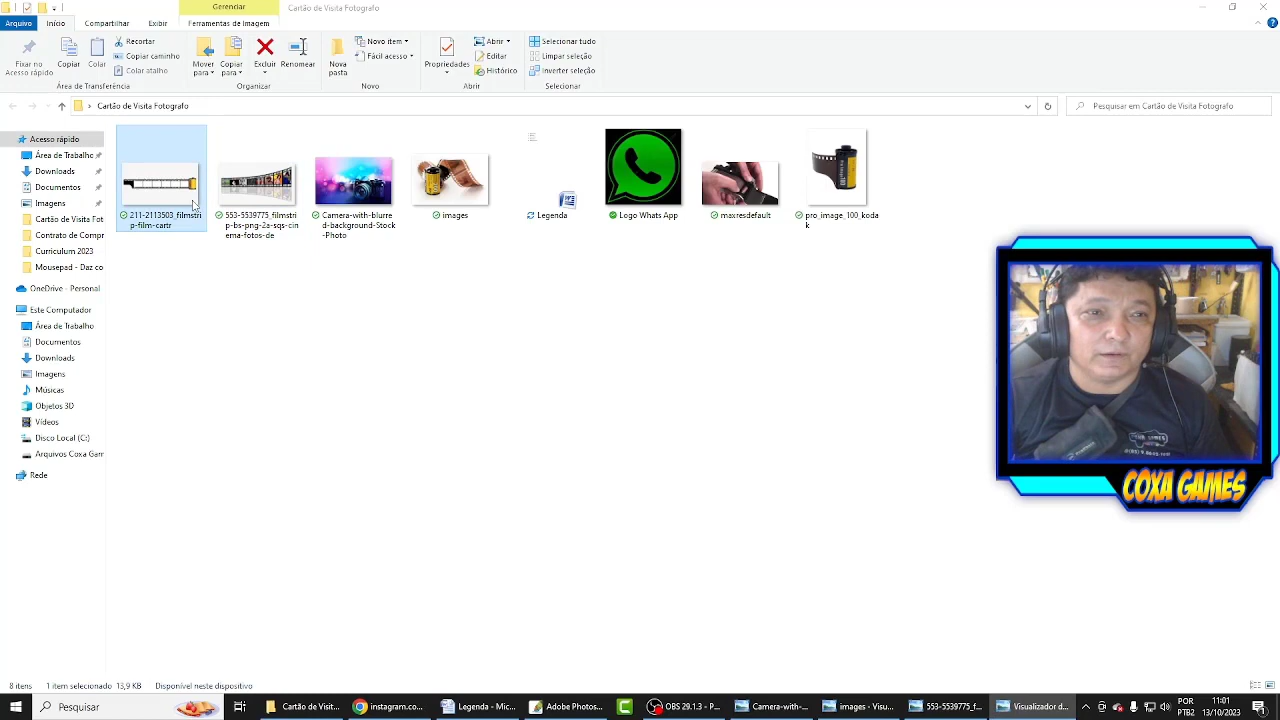 Gerenciar
Cartão de Visita Fotografo
Arquivo
Início
Compartilhar
Exibir
Ferramentas de Imagem
Fixar no
Acesso rápido
Copiar
Colar
Recortar
Copiar caminho
Colar atalho
Área de Transferência
Mover
para
Copiar
para
Excluir
Renomear
Organizar
Nova
pasta
Novo item
Fácil acesso
Novo
Propriedades
Abrir
Editar
Histórico
Abrir
Selecionar tudo
Limpar seleção
Inverter seleção
Selecionar
Cartão de Visita Fotografo
Pesquisar em Cartão de Visita Fotografo
Acesso rápido
Área de Trabalho
Downloads
Documentos
Imagens
Cartão de Visita Fot
Contrato de Compr
Curriculum 2023
Mousepad - Daz co
OneDrive - Personal
Este Computador
Área de Trabalho
Documentos
Downloads
Imagens
Músicas
Objetos 3D
Vídeos
Disco Local (C:)
Arquivos Coxa Gam
Rede
211-2113503_filmstri
p-film-cartr
553-5539775_filmstri
p-bs-png-2a-sqs-cin
ema-fotos-de
Camera-with-blurre
d-background-Stock
-Photo
images
Legenda
Logo Whats App
maxresdefault
pro_image_100_koda
k
COXA GAMES
8 itens
1 item selecionado 13,9 KB
Disponível neste dispositivo
Pesquisar
Cartão de Visit...
instagram.co...
Legenda - Mic...
Adobe Photos...
OBS 29.1.3 - P...
Camera-with-...
images - Visu...
553-5539775_f...
Visualizador d...
POR
PTB2
11:01
13/10/2023